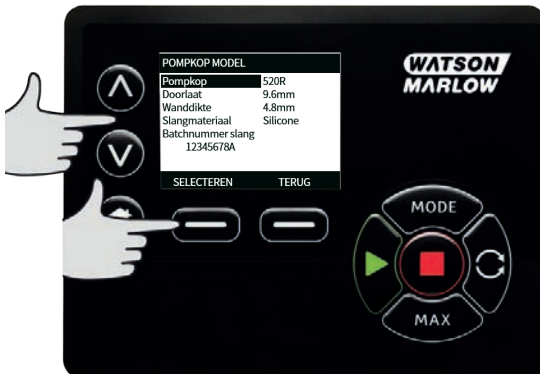 POMPKOP MODEL
Pompkop 520R
Doorlaat 9.6mm
Wanddikte 4.8mm
Slangmateriaal Silicone
Batchnummer slang
12345678A
SELECTEREN TERUG
WATSON
MARLOW
MODE
MAX